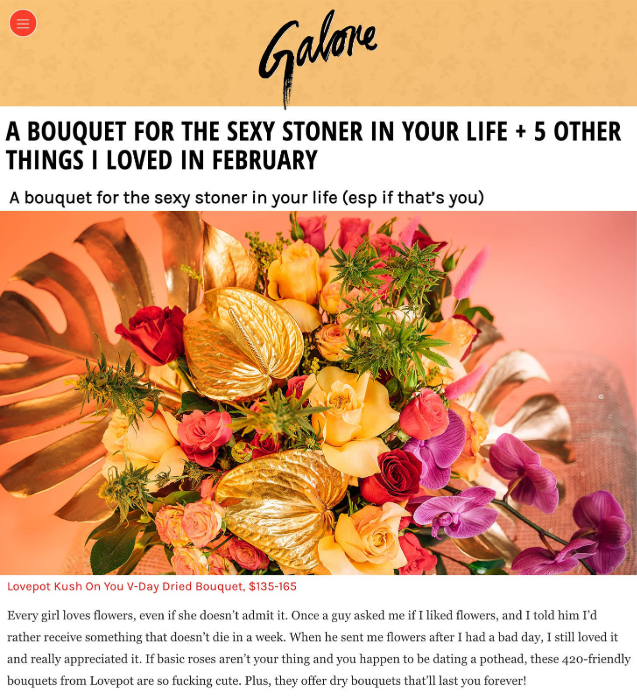 Galore
A BOUQUET FOR THE SEXY STONER IN YOUR LIFE + 5 OTHER
THINGS I LOVED IN FEBRUARY
A bouquet for the sexy stoner in your life (esp if that's you)
Lovepot Kush On You V-Day Dried Bouquet, $135-165
Every girl loves flowers, even if she doesn't admit it. Once a guy asked me if I liked flowers, and I told him I'd
rather receive something that doesn't die in a week. When he sent me flowers after I had a bad day, I still loved it
and really appreciated it. If basic roses aren't your thing and you happen to be dating a pothead, these 420-friendly
bouquets from Lovepot are so fucking cute. Plus, they offer dry bouquets that'll last you forever!